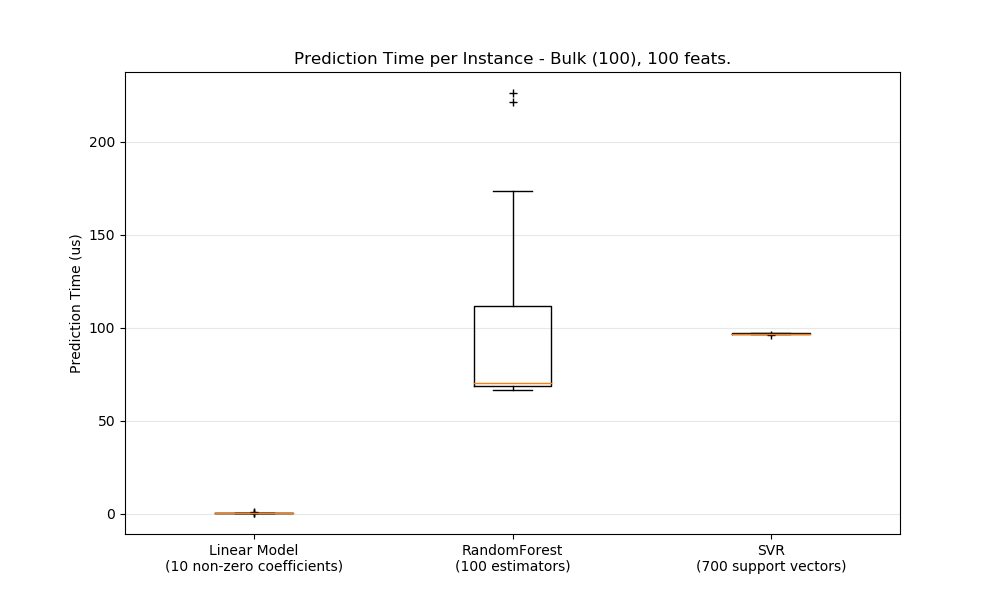 Prediction Time per Instance - Bulk (100), 100 feats.
Prediction Time (us)
200
150
100
50
0
Linear Model
(10 non-zero coefficients)
RandomForest
(100 estimators)
SVR
(700 support vectors)